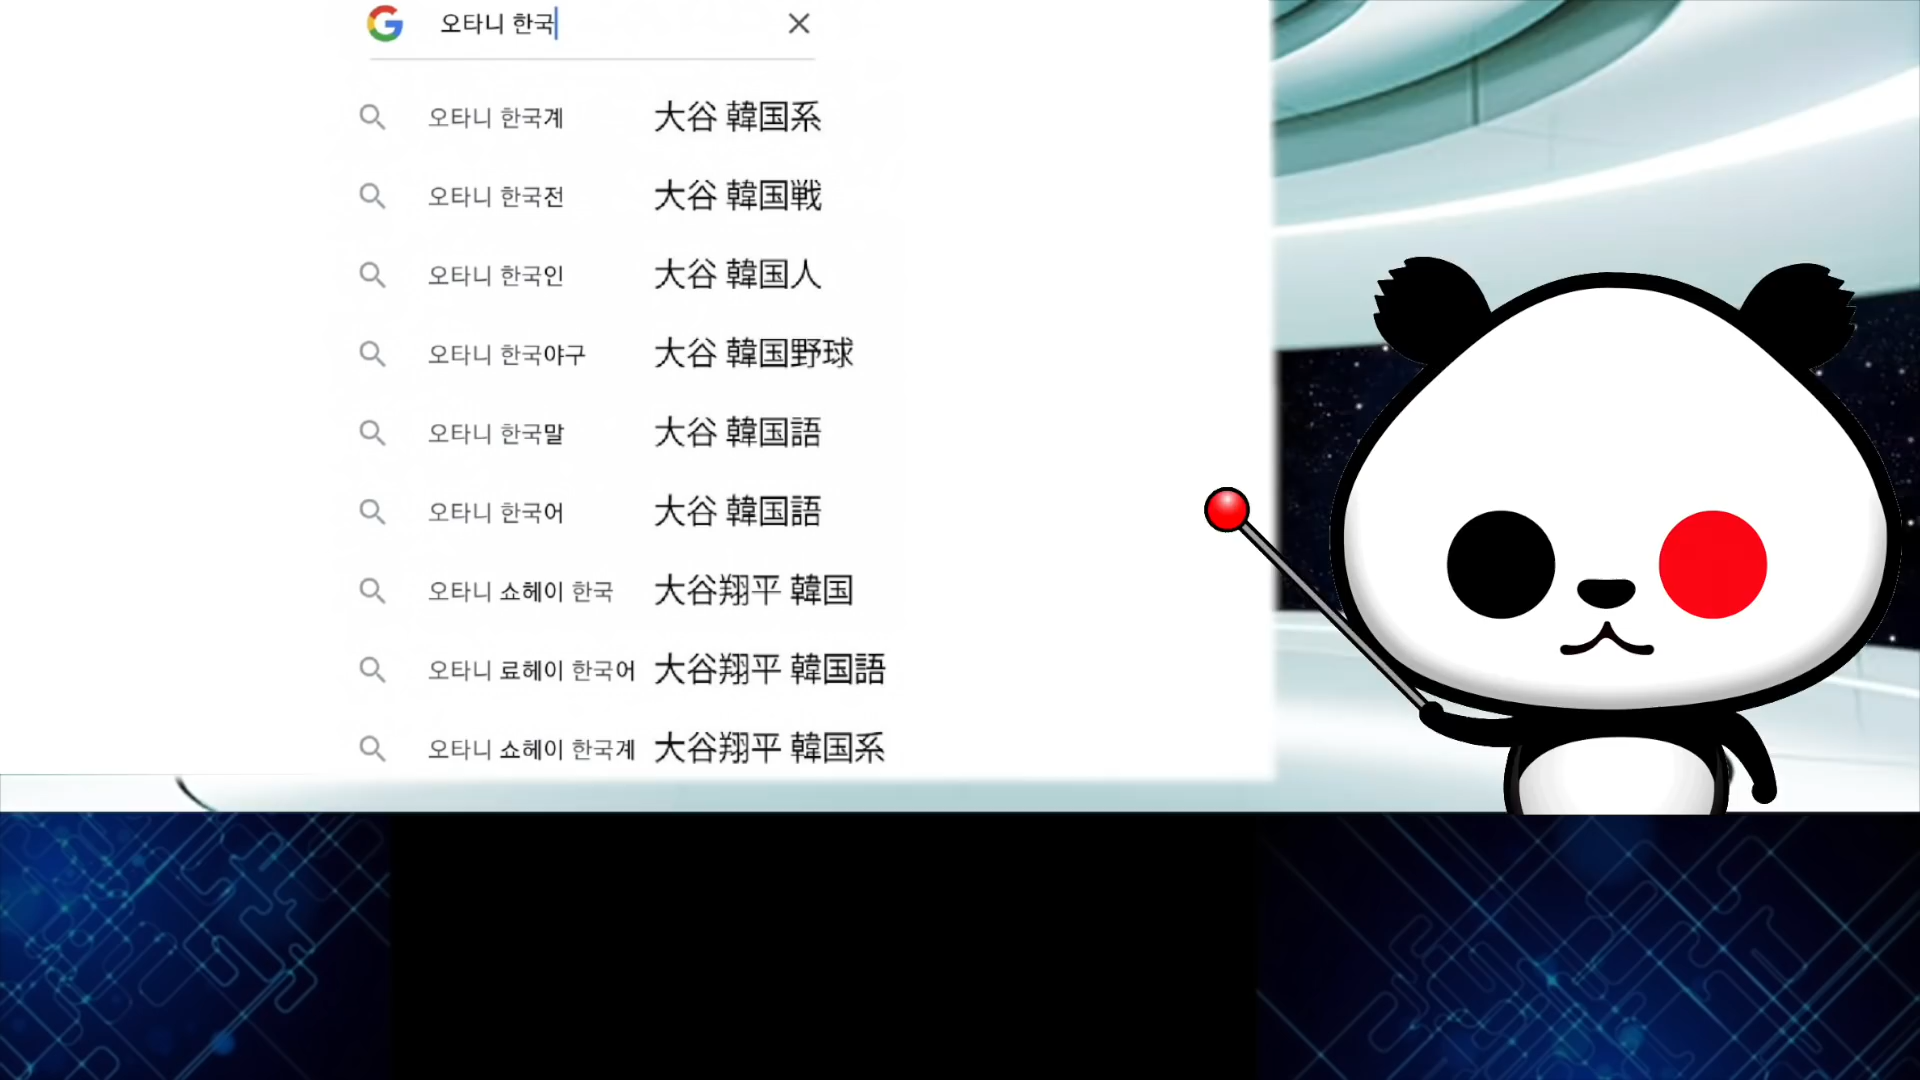 오타니 한국
오타니 한국계 大谷 韓国系
오타니 한국전 大谷 韓国戦
오타니 한국인 大谷 韓国人
오타니 한국야구 大谷 韓国野球
오타니 한국말 大谷 韓国語
오타니 한국어 大谷 韓国語
오타니 쇼헤이 한국 大谷翔平 韓国
오타니 료헤이 한국어 大谷翔平 韓国語
오타니 쇼헤이 한국계 大谷翔平 韓国系